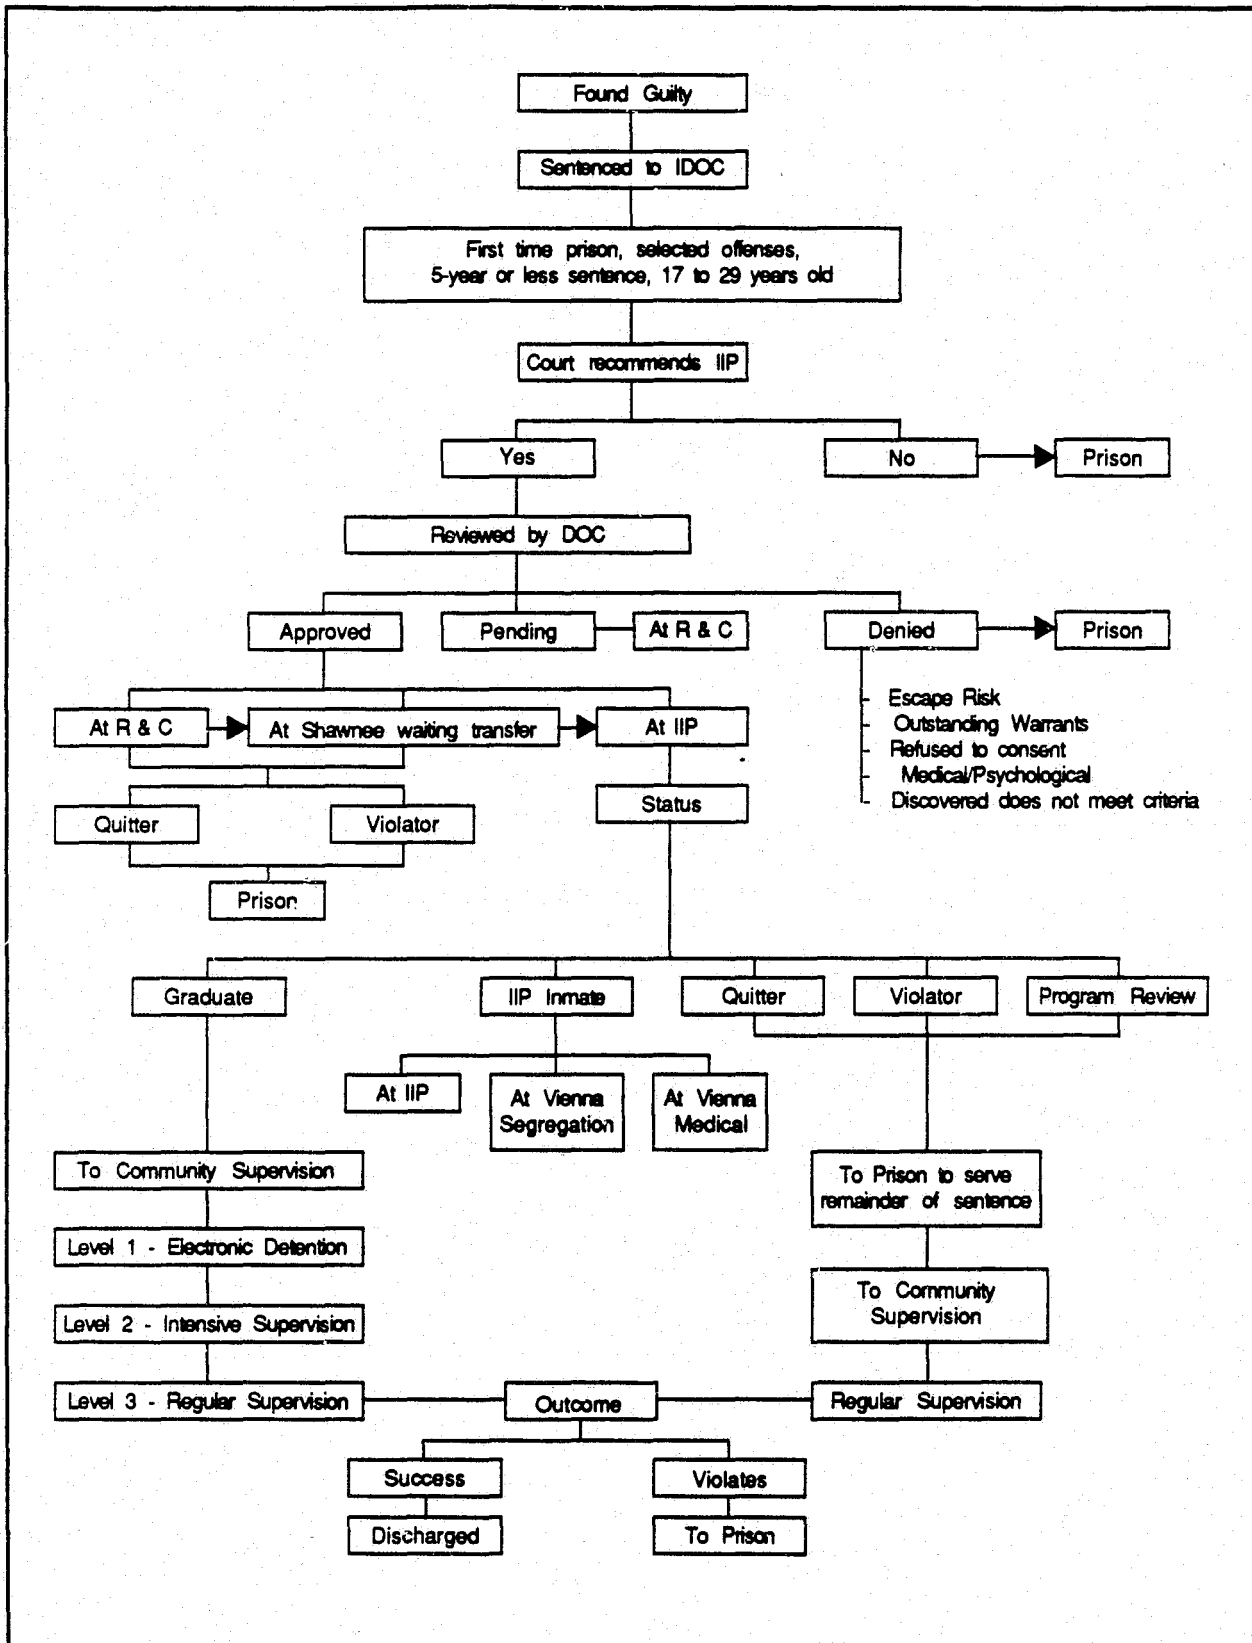 Found Guilty
Sentenced to IDOC
First time prison, selected offenses,
5-year or less sentence, 17 to 29 years old
Court recommends IIP
Yes
No
Prison
Reviewed by DOC
Approved
Pending
At R & C
Denied
Prison
- Escape Risk
- Outstanding Warrants
- Refused to consent
- Medical/Psychological
- Discovered does not meet criteria
At R & C
At Shawnee waiting transfer
At IIP
Status
Quitter
Violator
Prison
Graduate
IIP Inmate
Quitter
Violator
Program Review
At IIP
At Vienna
Segregation
At Vienna
Medical
To Community Supervision
To Prison to serve
remainder of sentence
Level 1 - Electronic Detention
To Community
Supervision
Level 2 - Intensive Supervision
Level 3 - Regular Supervision
Outcome
Regular Supervision
Success
Violates
Discharged
To Prison